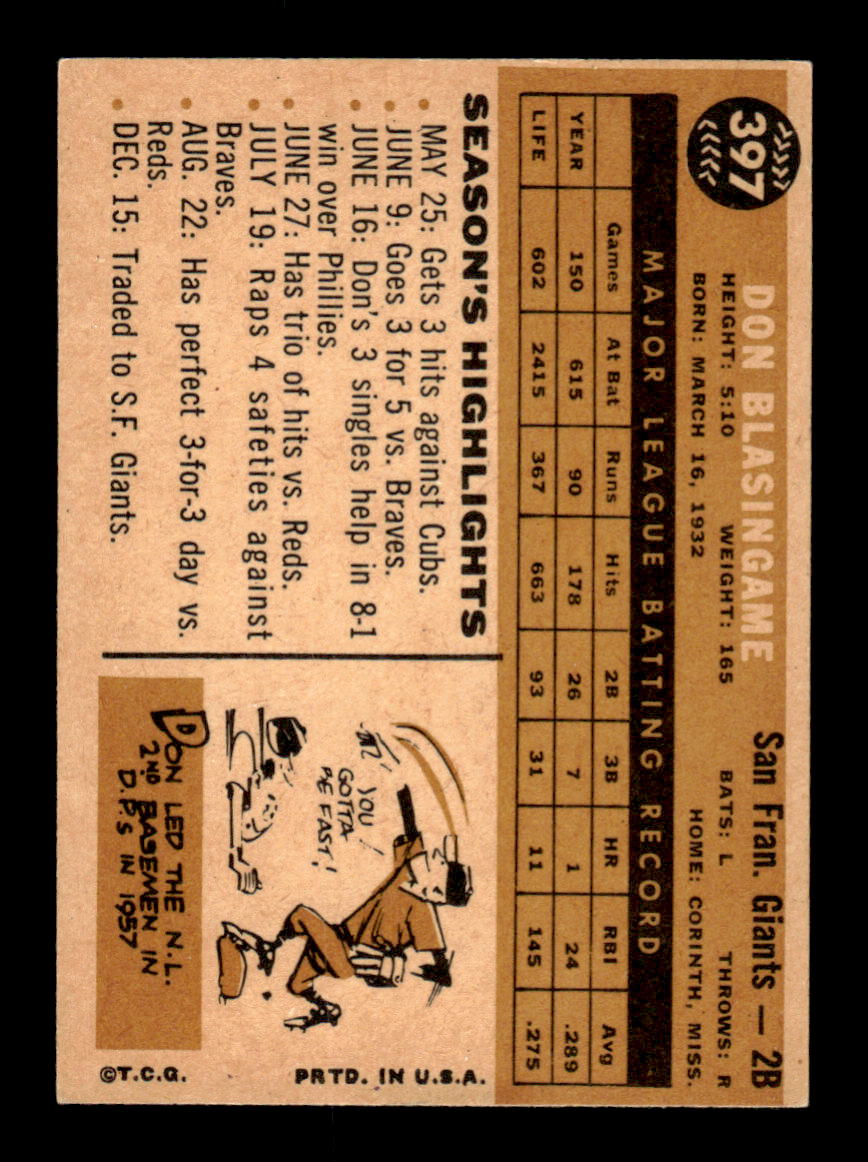 397
DON BLASINGAME San Fran. Giants — 2B
HEIGHT: 5:10 WEIGHT: 165 BATS: L THROWS: R
BORN: MARCH 16, 1932 HOME: CORINTH, MISS.
MAJOR LEAGUE BATTING RECORD
Games At Bat Runs Hits 2B 3B HR RBI Avg
YEAR 150 615 90 178 26 7 1 24 .289
LIFE 602 2415 367 663 93 31 11 145 .275
SEASON'S HIGHLIGHTS
• MAY 25: Gets 3 hits against Cubs.
• JUNE 9: Goes 3 for 5 vs. Braves.
• JUNE 16: Don's 3 singles help in 8-1
win over Phillies.
• JUNE 27: Has trio of hits vs. Reds.
• JULY 19: Raps 4 safeties against
Braves.
• AUG. 22: Has perfect 3-for-3 day vs.
Reds.
• DEC. 15: Traded to S.F. Giants.
YOU
GOTTA
BE FAST!
DON LED THE N.L.
2ND BASEMEN IN
D.P.S IN 1957
©T.C.G. PRTD. IN U.S.A.